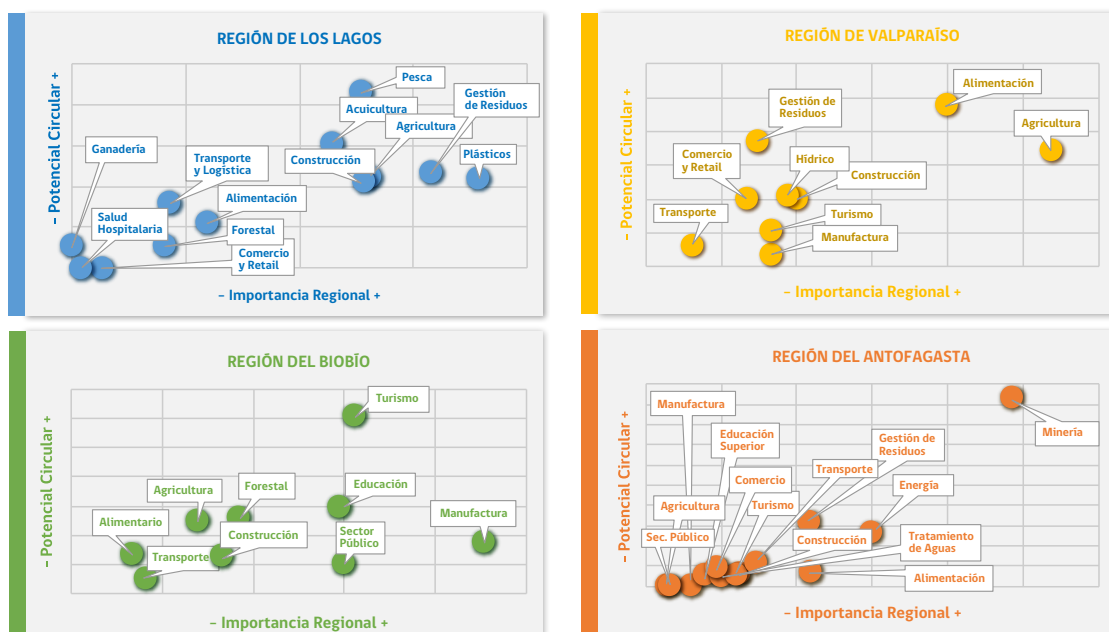 REGIÓN DE LOS LAGOS
– Potencial Circular +
Pesca
Gestión
de Residuos
Acuicultura
Agricultura
Ganadería
Transporte
y Logística
Construcción
Plásticos
Alimentación
Salud
Hospitalaria
Forestal
Comercio
y Retail
– Importancia Regional +
REGIÓN DE VALPARAÍSO
– Potencial Circular +
Alimentación
Gestión de
Residuos
Agricultura
Comercio
y Retail
Hídrico
Construcción
Transporte
Turismo
Manufactura
– Importancia Regional +
REGIÓN DEL BIOBÍO
– Potencial Circular +
Turismo
Agricultura
Forestal
Educación
Alimentario
Manufactura
Construcción
Sector
Público
Transporte
– Importancia Regional +
REGIÓN DEL ANTOFAGASTA
– Potencial Circular +
Manufactura
Minería
Educación
Superior
Gestión de
Residuos
Transporte
Comercio
Energía
Agricultura
Turismo
Sec. Público
Construcción
Tratamiento
de Aguas
Alimentación
– Importancia Regional +